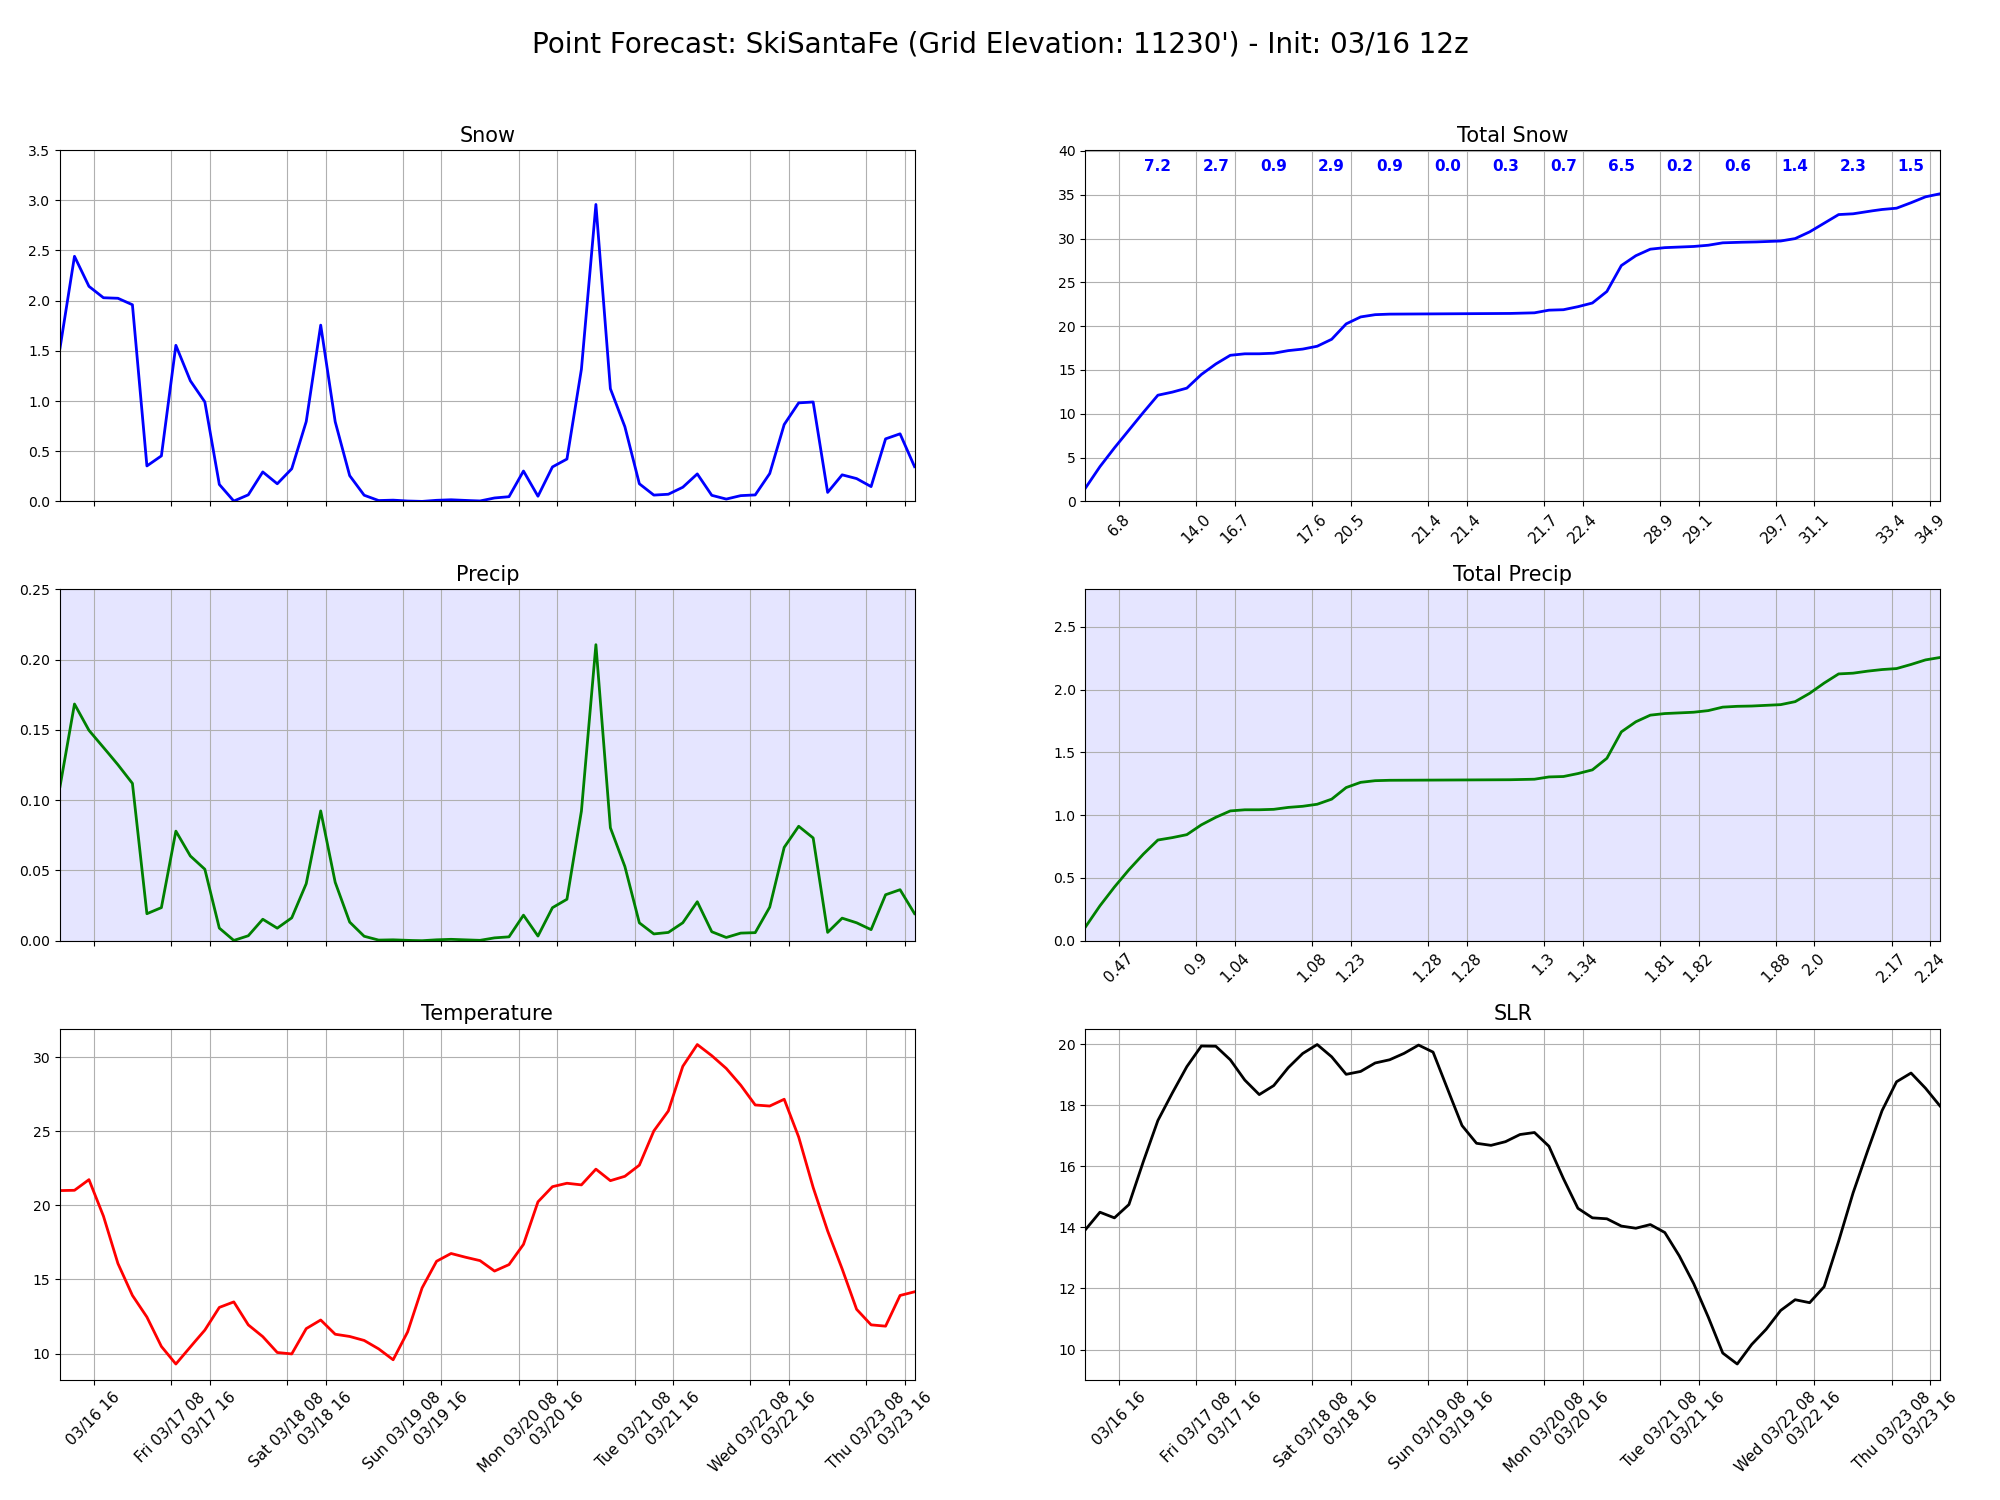 Point Forecast: SkiSantaFe (Grid Elevation: 11230') - Init: 03/16 12z
Snow
3.5
3.0
2.5
2.0
1.5
1.0
0.5
0.0
Total Snow
40
35
30
25
20
15
10
5
0
7.2 2.7 0.9 2.9 0.9 0.0 0.3 0.7 6.5 0.2 0.6 1.4 2.3 1.5
6.8 14.0 16.7 17.6 20.5 21.4 21.4 21.7 22.4 28.9 29.1 29.7 31.1 33.4 34.9
Precip
0.25
0.20
0.15
0.10
0.05
0.00
Total Precip
2.5
2.0
1.5
1.0
0.5
0.0
0.47 0.9 1.04 1.08 1.23 1.28 1.28 1.3 1.34 1.81 1.82 1.88 2.0 2.17 2.24
Temperature
30
25
20
15
10
03/16 16
Fri 03/17 08
03/17 16
Sat 03/18 08
03/18 16
Sun 03/19 08
03/19 16
Mon 03/20 08
03/20 16
Tue 03/21 08
03/21 16
Wed 03/22 08
03/22 16
Thu 03/23 08
03/23 16
SLR
20
18
16
14
12
10
03/16 16
Fri 03/17 08
03/17 16
Sat 03/18 08
03/18 16
Sun 03/19 08
03/19 16
Mon 03/20 08
03/20 16
Tue 03/21 08
03/21 16
Wed 03/22 08
03/22 16
Thu 03/23 08
03/23 16